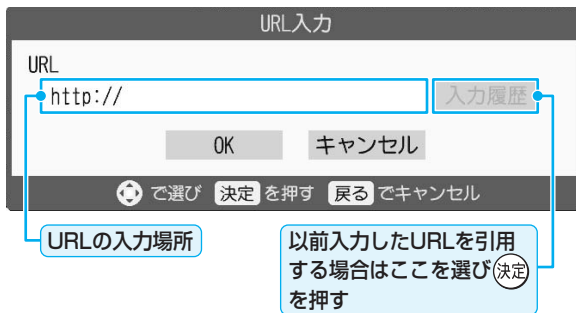 URL入力
URL
http://
入力履歴
OK キャンセル
で選び 決定 を押す 戻る でキャンセル
URLの入力場所
以前入力したURLを引用
する場合はここを選び決定
を押す